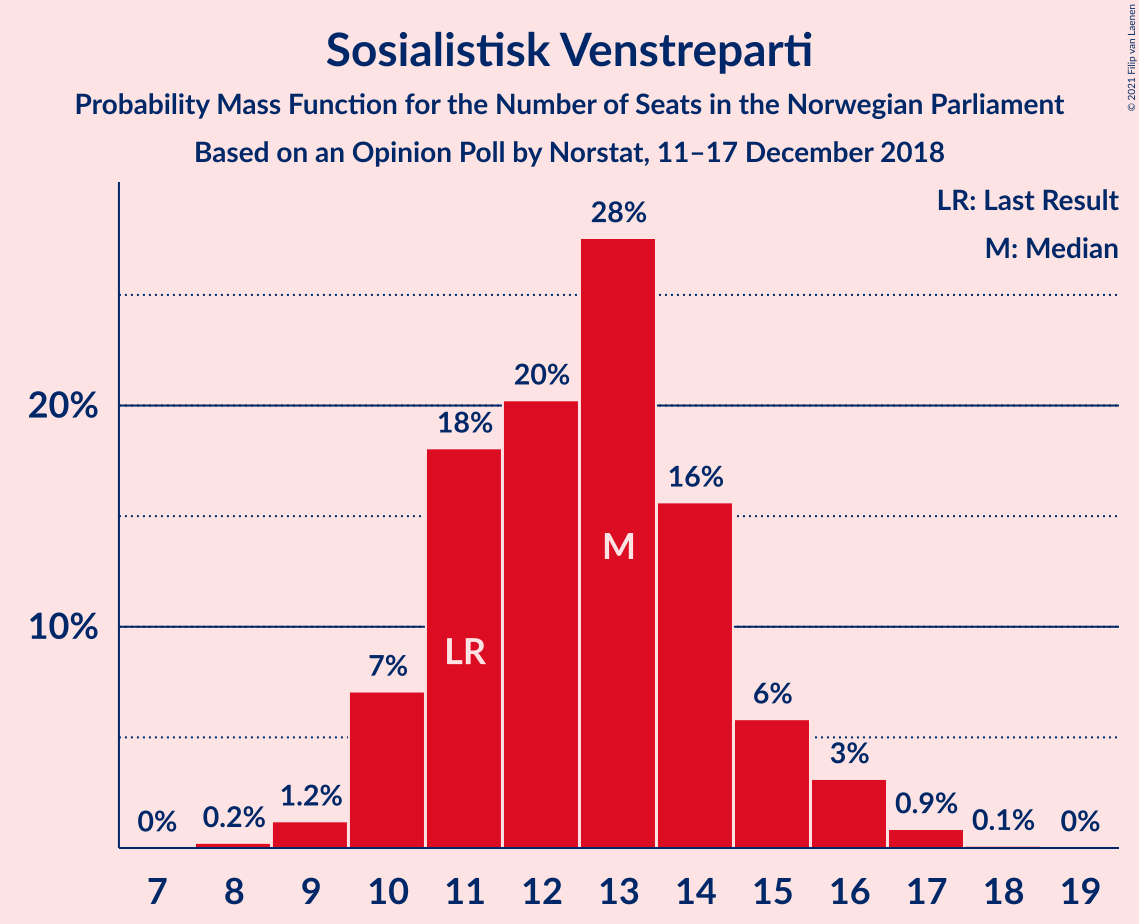 Sosialistisk Venstreparti
Probability Mass Function for the Number of Seats in the Norwegian Parliament
Based on an Opinion Poll by Norstat, 11–17 December 2018
© 2021 Filip van Laenen
LR: Last Result
M: Median
20%
10%
0%
0.2%
1.2%
7%
18%
20%
28%
16%
6%
3%
0.9%
0.1%
0%
LR
M
7 8 9 10 11 12 13 14 15 16 17 18 19